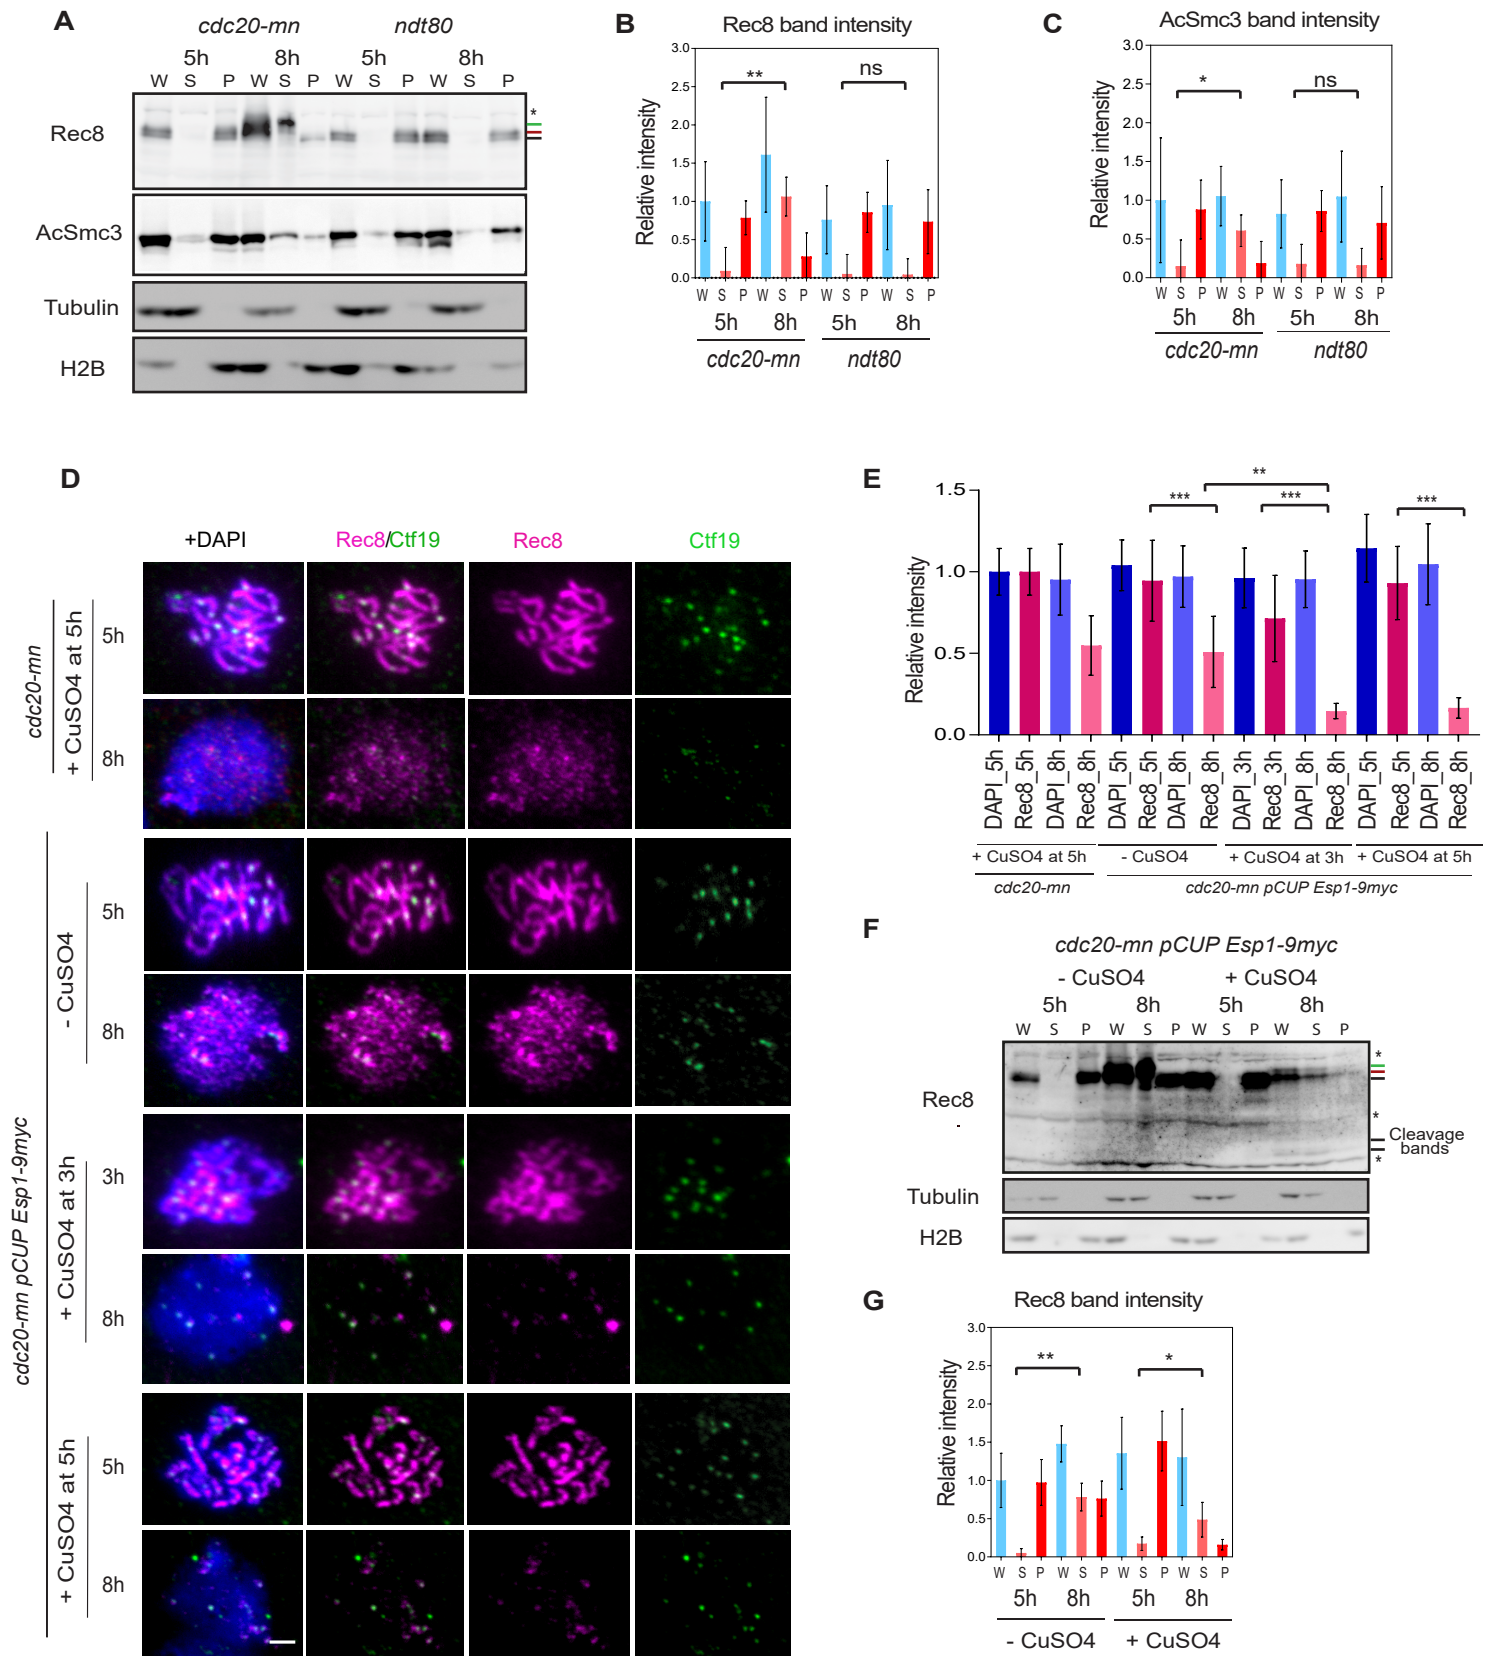 A
cdc20-mn ndt80
5h 8h 5h 8h
W S P W S P W S P W S P
Rec8
*
AcSmc3
Tubulin
H2B
B
Rec8 band intensity
Relative intensity
3.0
2.5
2.0
1.5
1.0
0.5
0.0
** ns
W S P W S P W S P W S P
5h 8h 5h 8h
cdc20-mn ndt80
C
AcSmc3 band intensity
Relative intensity
3.0
2.5
2.0
1.5
1.0
0.5
0.0
* ns
W S P W S P W S P W S P
5h 8h 5h 8h
cdc20-mn ndt80
D
+DAPI Rec8/Ctf19 Rec8 Ctf19
cdc20-mn
+ CuSO4 at 5h
5h
8h
cdc20-mn pCUP Esp1-9myc
- CuSO4
5h
8h
+ CuSO4 at 3h
3h
8h
+ CuSO4 at 5h
5h
8h
E
Relative intensity
1.5
1.0
0.5
0
*** ** *** ***
DAPI_5h
Rec8_5h
DAPI_8h
Rec8_8h
DAPI_5h
Rec8_5h
DAPI_8h
Rec8_8h
DAPI_3h
Rec8_3h
DAPI_8h
Rec8_8h
DAPI_5h
Rec8_5h
DAPI_8h
Rec8_8h
+ CuSO4 at 5h - CuSO4 + CuSO4 at 3h + CuSO4 at 5h
cdc20-mn cdc20-mn pCUP Esp1-9myc
F
cdc20-mn pCUP Esp1-9myc
- CuSO4 + CuSO4
5h 8h 5h 8h
W S P W S P W S P W S P
Rec8
-
*
*
Cleavage
bands
*
Tubulin
H2B
G
Rec8 band intensity
Relative intensity
3.0
2.5
2.0
1.5
1.0
0.5
0.0
** *
W S P W S P W S P W S P
5h 8h 5h 8h
- CuSO4 + CuSO4